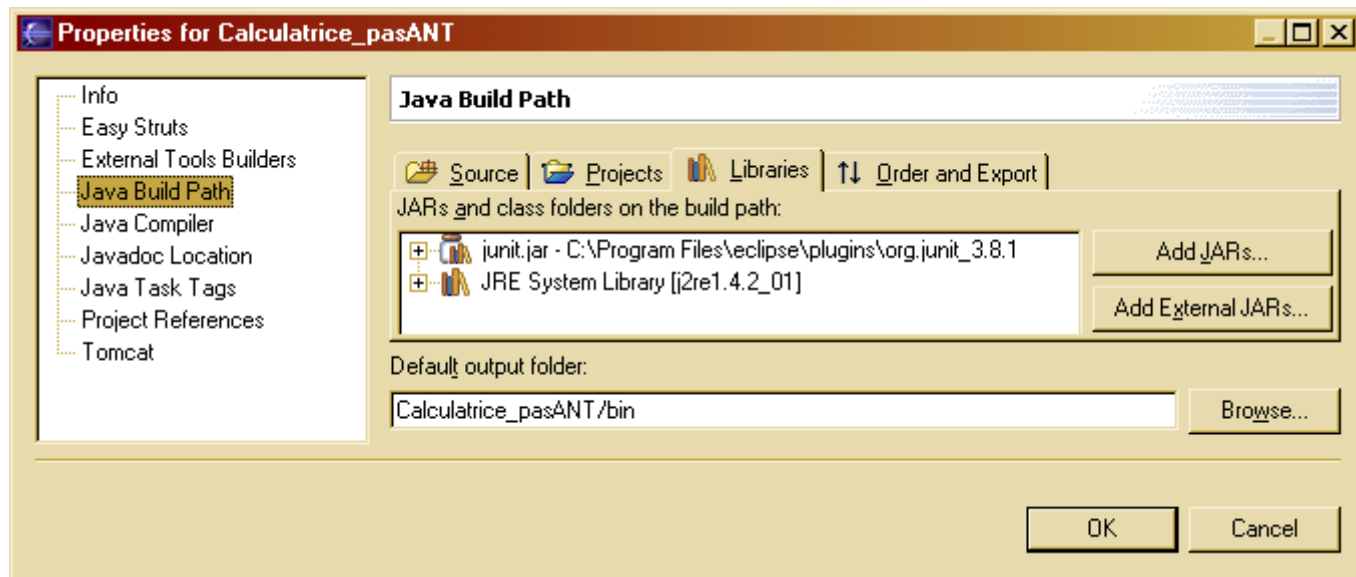 Properties for Calculatrice_pasANT
Info
Easy Struts
External Tools Builders
Java Build Path
Java Compiler
Javadoc Location
Java Task Tags
Project References
Tomcat
Java Build Path
Source Projects Libraries Order and Export
JARs and class folders on the build path:
junit.jar - C:\Program Files\eclipse\plugins\org.junit_3.8.1
JRE System Library [j2re1.4.2_01]
Add JARs...
Add External JARs...
Default output folder:
Calculatrice_pasANT/bin
Browse...
OK Cancel